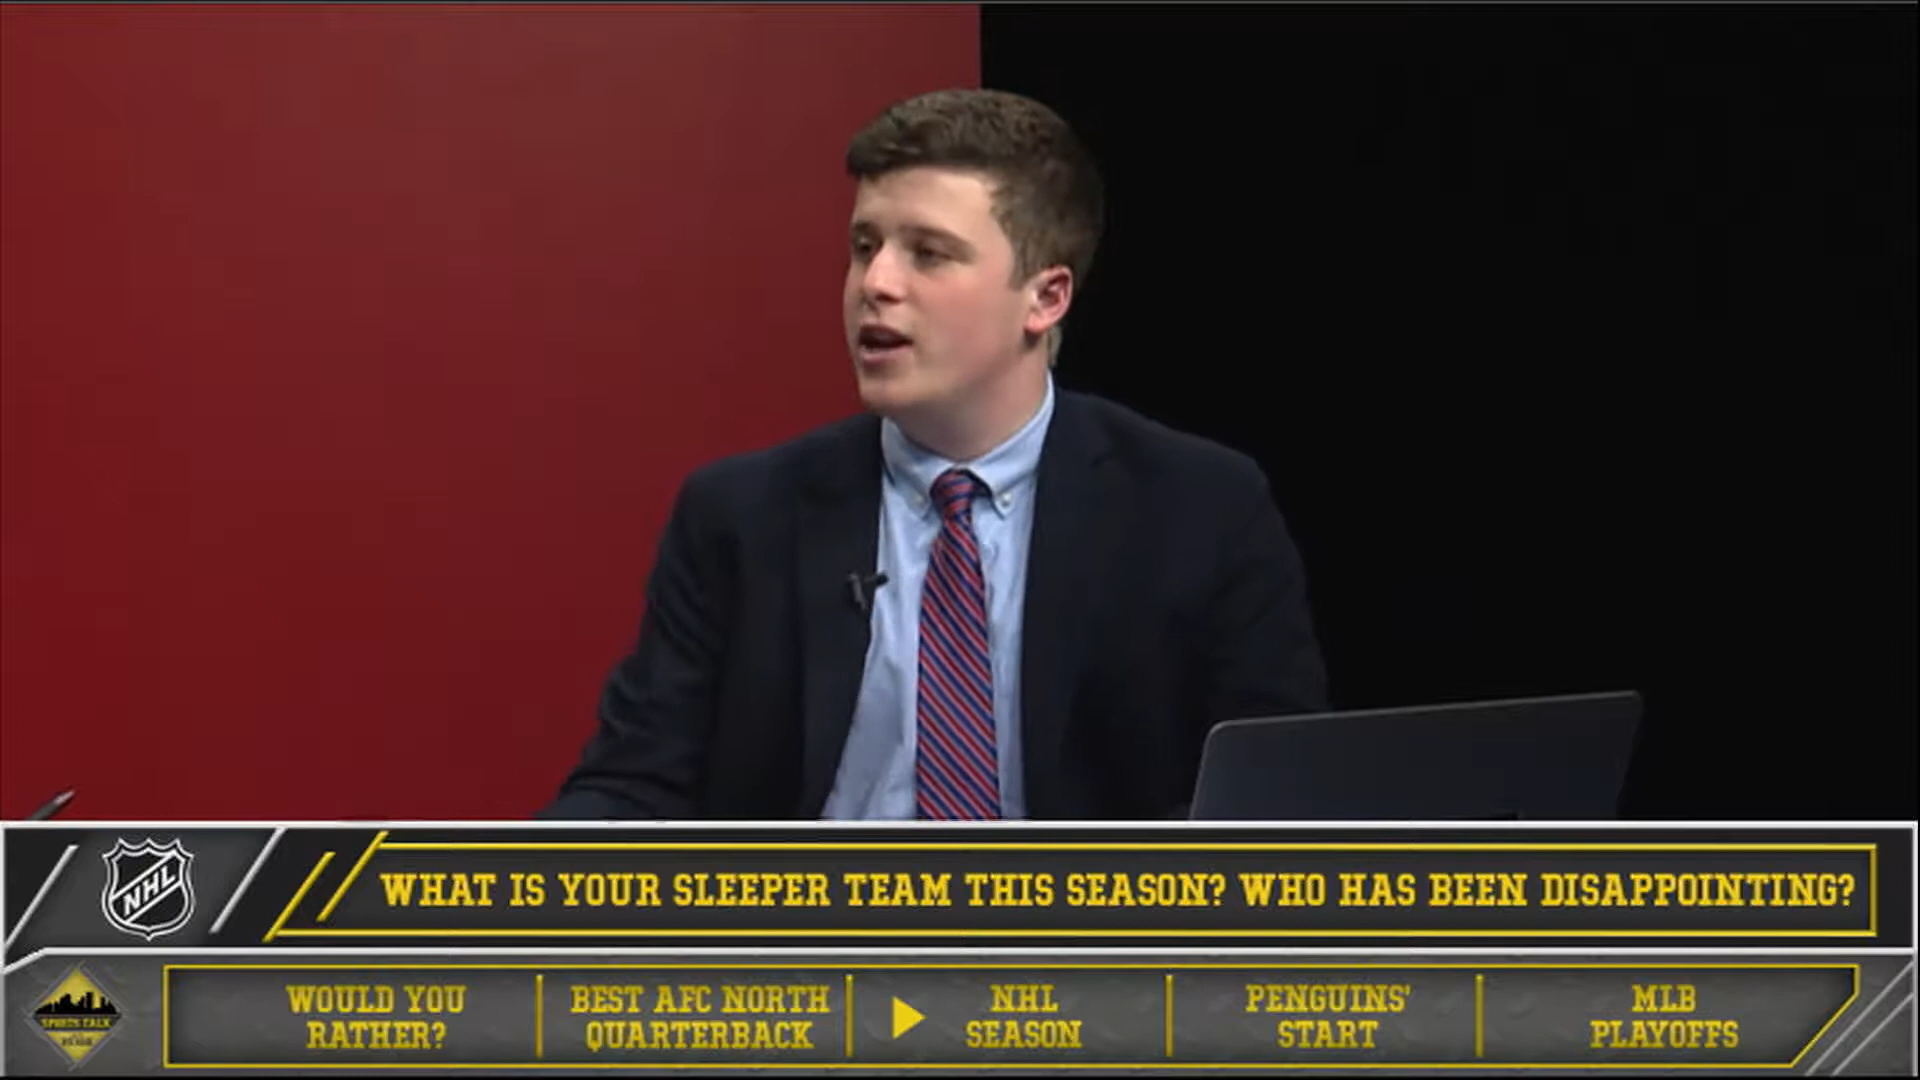 NHL
WHAT IS YOUR SLEEPER TEAM THIS SEASON? WHO HAS BEEN DISAPPOINTING?
SPORTS TALK
WOULD YOU
RATHER?
BEST AFC NORTH
QUARTERBACK
NHL
SEASON
PENGUINS'
START
MLB
PLAYOFFS